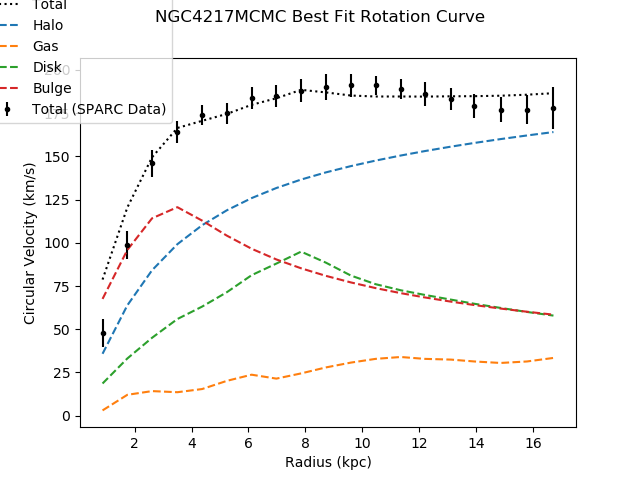 Total
NGC4217MCMC Best Fit Rotation Curve
Halo
Gas
Disk
Bulge
Total (SPARC Data)
200
175
150
125
100
75
50
25
0
Circular Velocity (km/s)
2 4 6 8 10 12 14 16
Radius (kpc)